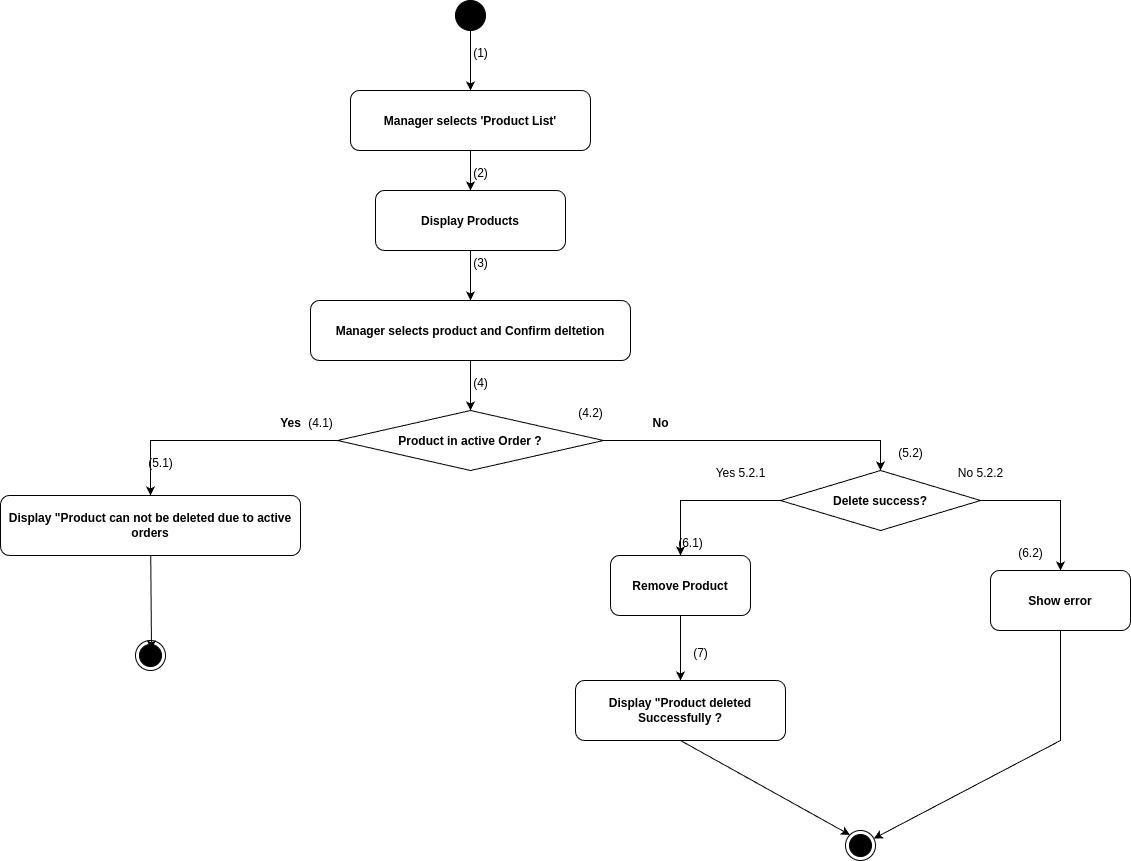 (1)
Manager selects 'Product List'
(2)
Display Products
(3)
Manager selects product and Confirm deltetion
(4)
(4.2)
Yes (4.1)
No
Product in active Order ?
(5.2)
(5.1)
Yes 5.2.1
No 5.2.2
Delete success?
Display "Product can not be deleted due to active
orders
(6.1)
(6.2)
Remove Product
Show error
(7)
Display "Product deleted
Successfully ?